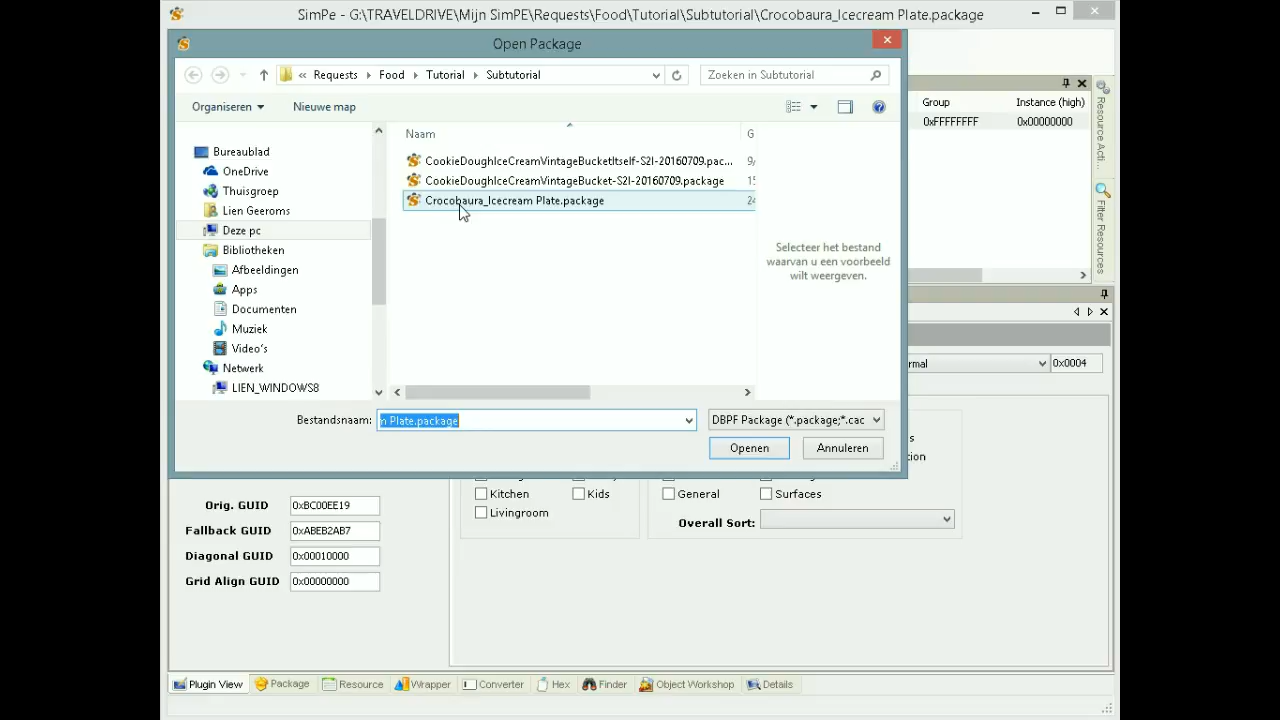 SimPe - G:\TRAVELDRIVE\Mijn SimPE\Requests\Food\Tutorial\Subtutorial\Crocobaura_Icecream Plate.package
Open Package
« Requests Food Tutorial Subtutorial
Zoeken in Subtutorial
Organiseren
Nieuwe map
Group
Instance (high)
0xFFFFFFFF
0x00000000
Resource Acti...
Filter Resources
Naam
G
Bureaublad
OneDrive
Thuisgroep
Lien Geeroms
Deze pc
Bibliotheken
Afbeeldingen
Apps
Documenten
Muziek
Video's
Netwerk
LIEN_WINDOWS8
CookieDoughIceCreamVintageBucketItself-S2I-20160709.pac... 9/
CookieDoughIceCreamVintageBucket-S2I-20160709.package 15
Crocobaura_Icecream Plate.package 24
Selecteer het bestand
waarvan u een voorbeeld
wilt weergeven.
rmal
0x0004
Bestandsnaam:
n Plate.package
DBPF Package (*.package;*.cac
Openen
Annuleren
s
tion
Kitchen
Kids
General
Surfaces
Livingroom
Overall Sort:
Orig. GUID 0xBC00EE19
Fallback GUID 0xABEB2AB7
Diagonal GUID 0x00010000
Grid Align GUID 0x00000000
Plugin View Package Resource Wrapper Converter Hex Finder Object Workshop Details